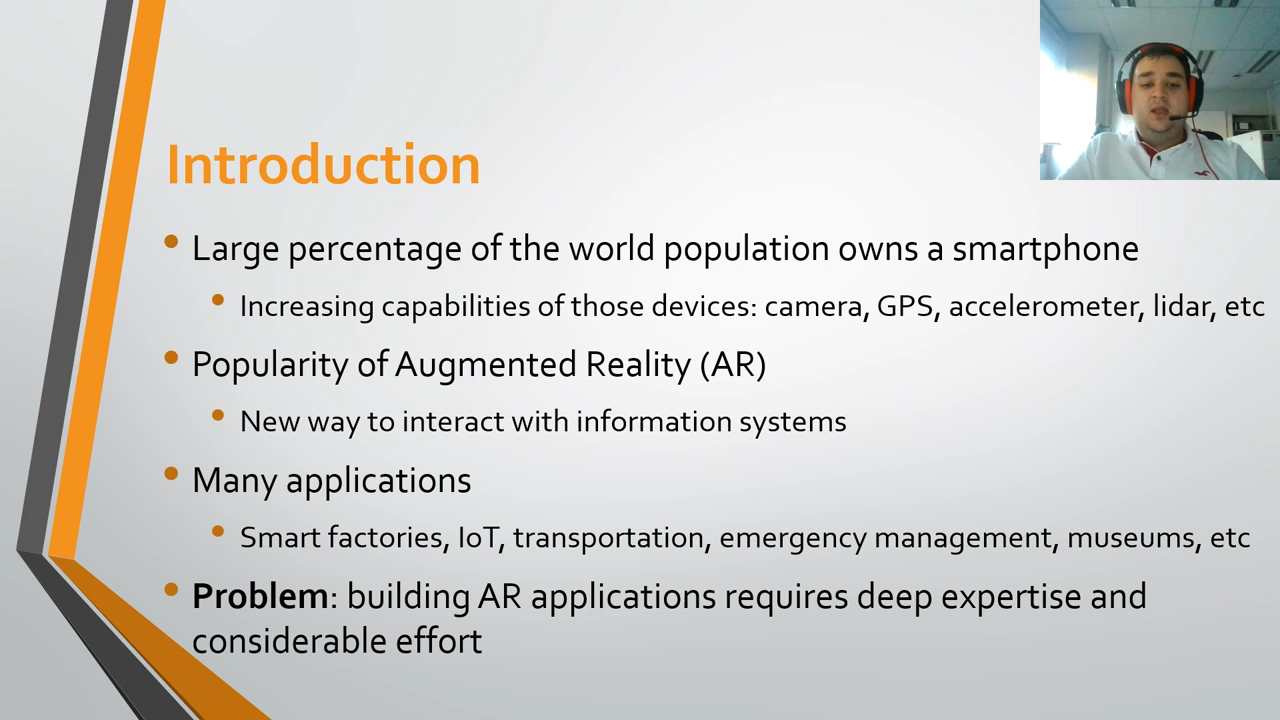 Introduction
Large percentage of the world population owns a smartphone
Increasing capabilities of those devices: camera, GPS, accelerometer, lidar, etc
Popularity of Augmented Reality (AR)
New way to interact with information systems
Many applications
Smart factories, IoT, transportation, emergency management, museums, etc
Problem: building AR applications requires deep expertise and
considerable effort